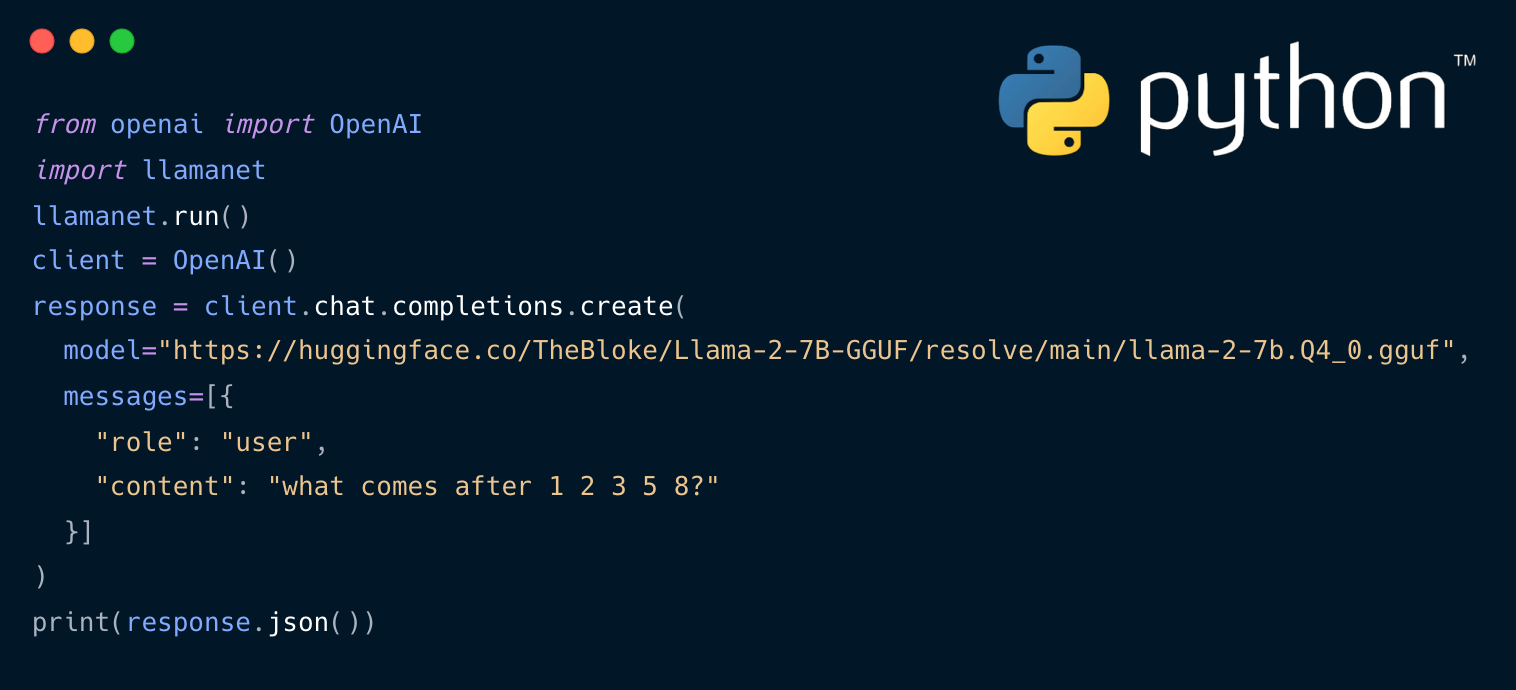 python™
from openai import OpenAI
import llamanet
llamanet.run()
client = OpenAI()
response = client.chat.completions.create(
  model="https://huggingface.co/TheBloke/Llama-2-7B-GGUF/resolve/main/llama-2-7b.Q4_0.gguf",
  messages=[{
    "role": "user",
    "content": "what comes after 1 2 3 5 8?"
  }]
)
print(response.json())